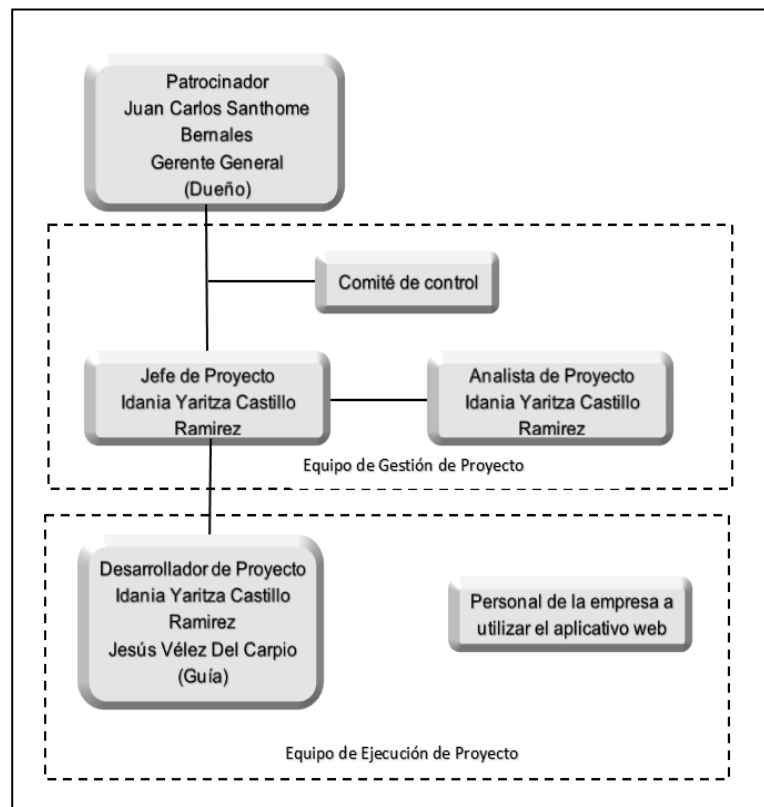 Patrocinador
Juan Carlos Santhome
Bernales
Gerente General
(Dueño)
Comité de control
Jefe de Proyecto
Idania Yaritza Castillo
Ramirez
Analista de Proyecto
Idania Yaritza Castillo
Ramirez
Equipo de Gestión de Proyecto
Desarrollador de Proyecto
Idania Yaritza Castillo
Ramirez
Jesús Vélez Del Carpio
(Guía)
Personal de la empresa a
utilizar el aplicativo web
Equipo de Ejecución de Proyecto